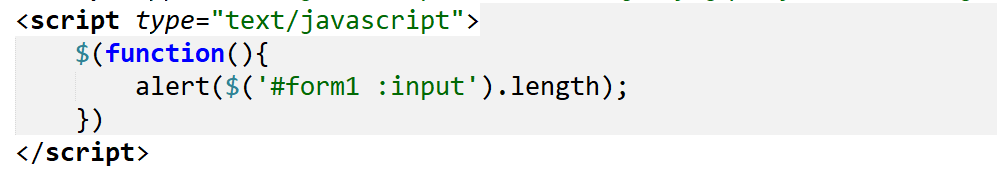 <script type="text/javascript">
    $(function(){
        alert($('#form1 :input').length);
    })
</script>